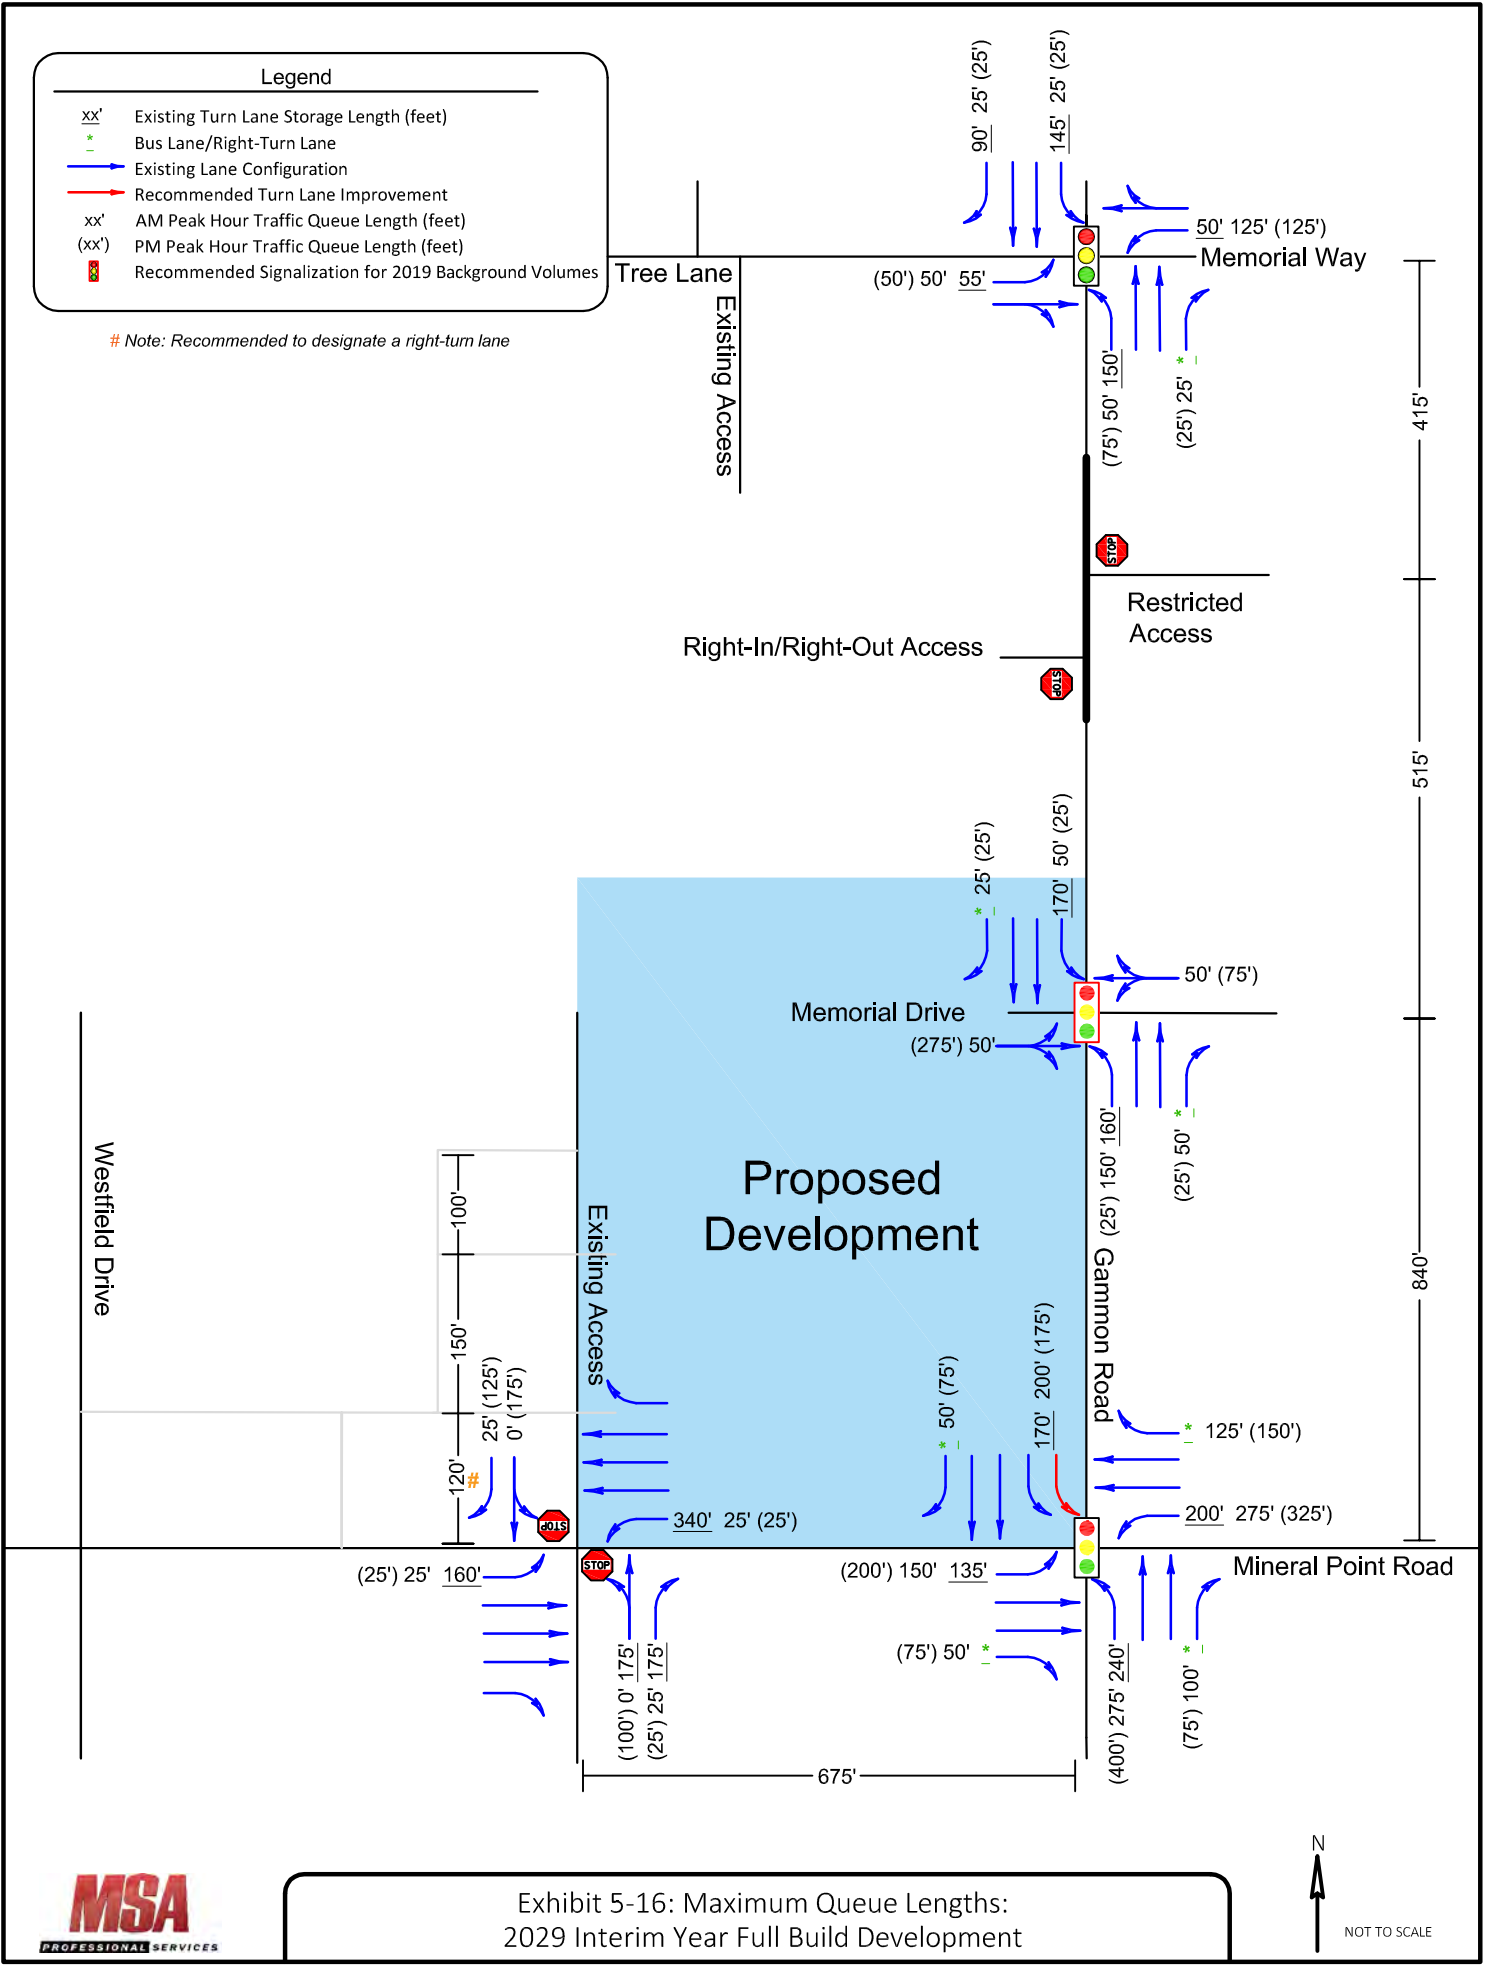 Legend
xx' Existing Turn Lane Storage Length (feet)
* Bus Lane/Right-Turn Lane
Existing Lane Configuration
Recommended Turn Lane Improvement
xx' AM Peak Hour Traffic Queue Length (feet)
(xx') PM Peak Hour Traffic Queue Length (feet)
Recommended Signalization for 2019 Background Volumes
# Note: Recommended to designate a right-turn lane
90' 25' (25')
145' 25' (25')
50' 125' (125')
Memorial Way
Tree Lane
(50') 50' 55'
Existing Access
(75') 50' 150'
(25') 25' *
415'
STOP
Restricted
Access
Right-In/Right-Out Access
STOP
515'
* 25' (25')
170' 50' (25')
50' (75')
Memorial Drive
(275') 50'
(25') 150' 160'
(25') 50' *
Proposed
Development
Westfield Drive
100'
150'
120'
Existing Access
Gammon Road
840'
25' (125')
0' (175')
#
* 50' (75')
170' 200' (175')
* 125' (150')
STOP
340' 25' (25')
200' 275' (325')
(25') 25' 160'
STOP
(200') 150' 135'
Mineral Point Road
(75') 50' *
(100') 0' 175'
(25') 25' 175'
(400') 275' 240'
(75') 100' *
675'
N
NOT TO SCALE
MSA
PROFESSIONAL SERVICES
Exhibit 5-16: Maximum Queue Lengths:
2029 Interim Year Full Build Development